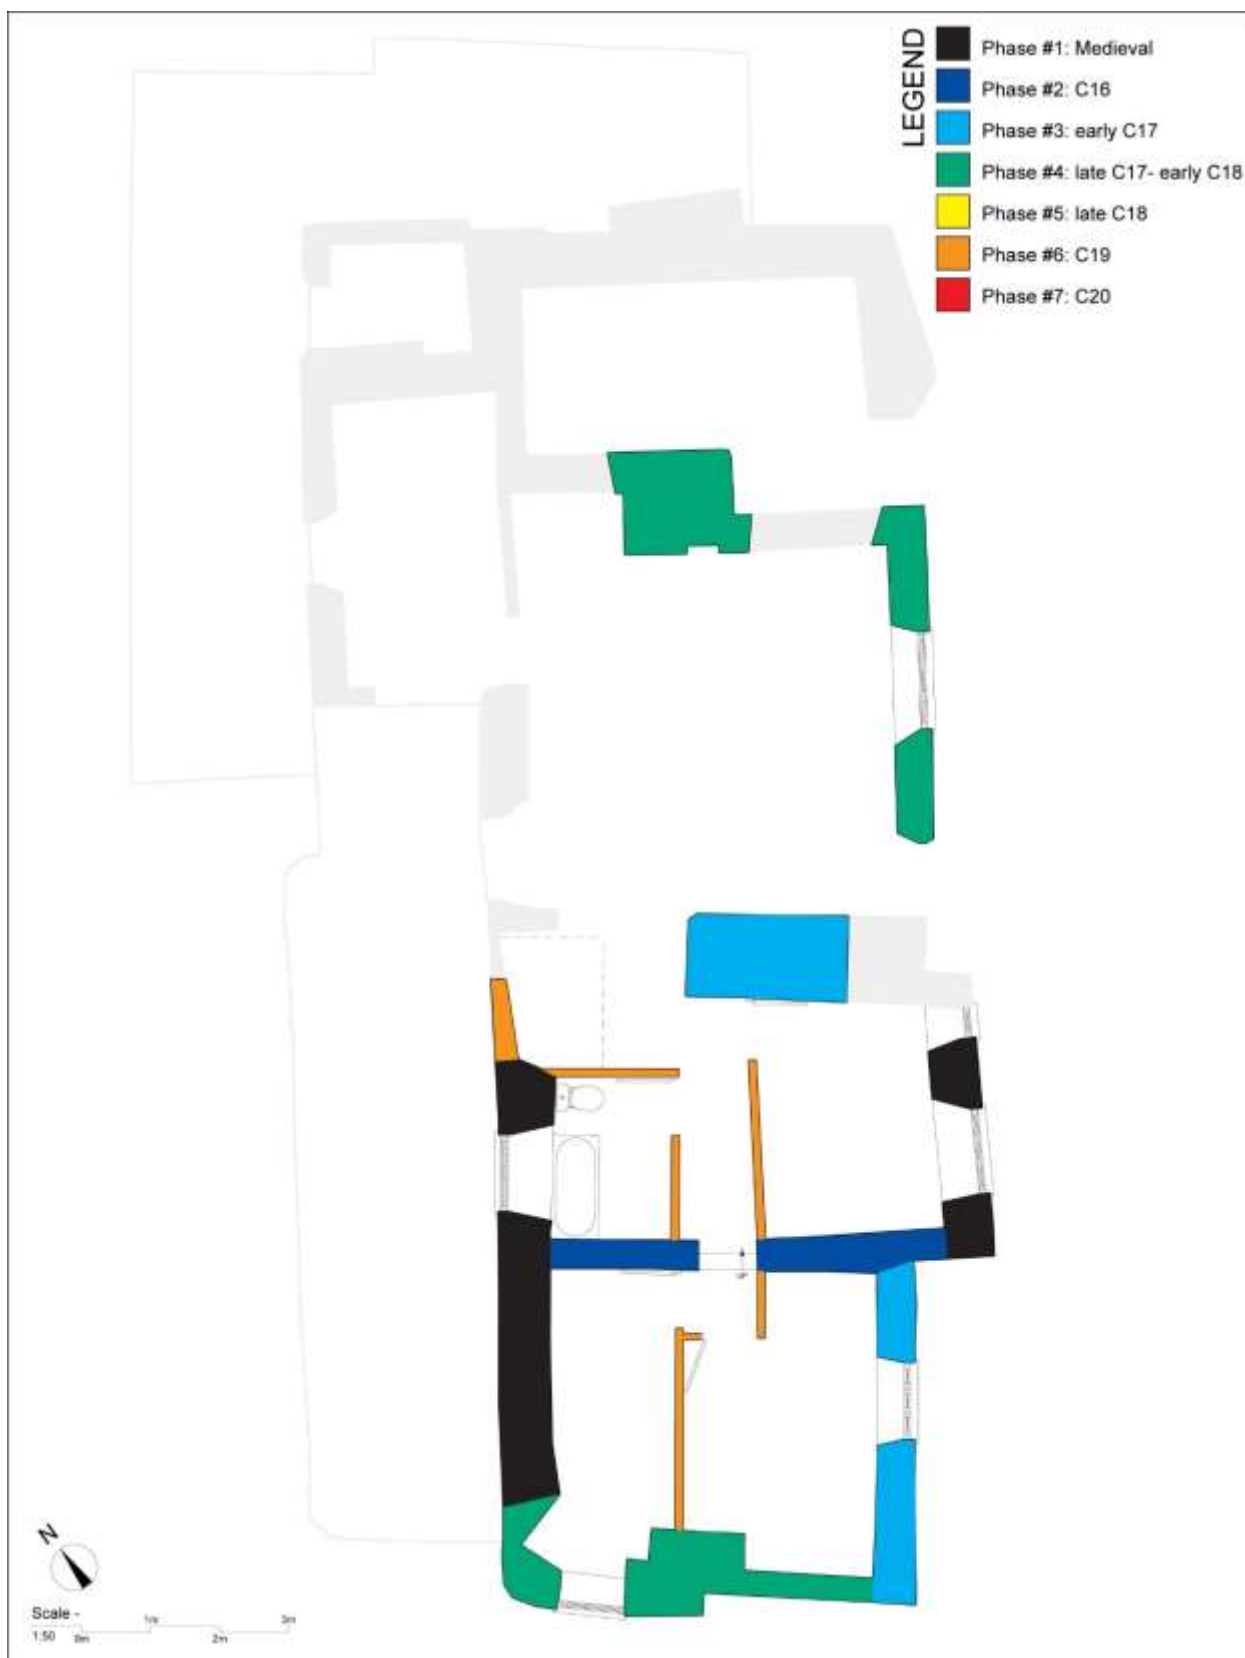 LEGEND
Phase #1: Medieval
Phase #2: C16
Phase #3: early C17
Phase #4: late C17- early C18
Phase #5: late C18
Phase #6: C19
Phase #7: C20
N
Scale -
1:50
0m
1m
2m
3m